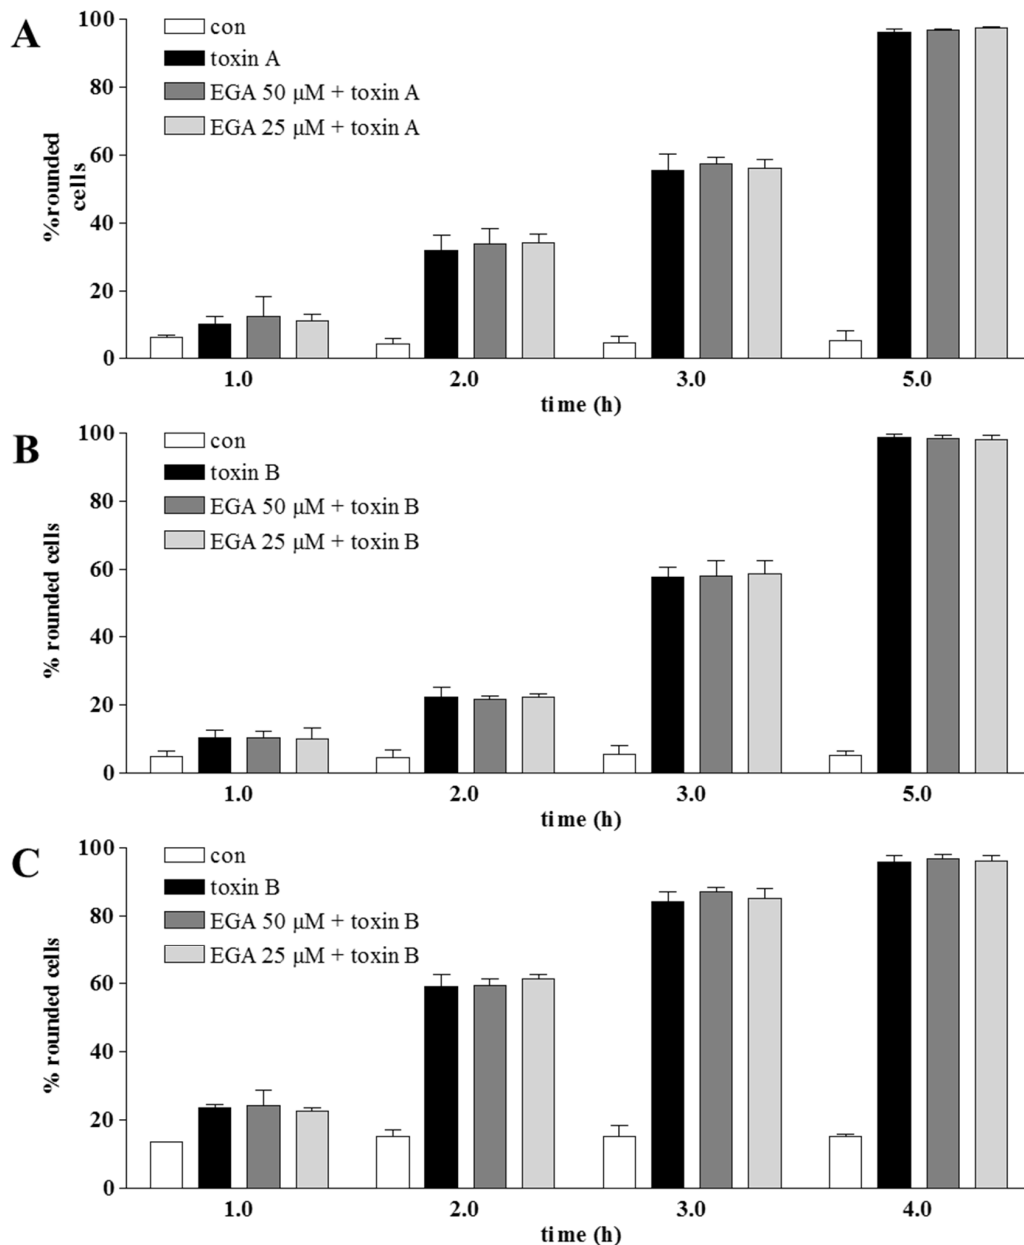 A
100
80
60
40
20
0
%rounded
cells
con
toxin A
EGA 50 μM + toxin A
EGA 25 μM + toxin A
1.0 2.0 3.0 5.0
time (h)
B
100
80
60
40
20
0
% rounded cells
con
toxin B
EGA 50 μM + toxin B
EGA 25 μM + toxin B
1.0 2.0 3.0 5.0
time (h)
C
100
80
60
40
20
0
% rounded cells
con
toxin B
EGA 50 μM + toxin B
EGA 25 μM + toxin B
1.0 2.0 3.0 4.0
time (h)